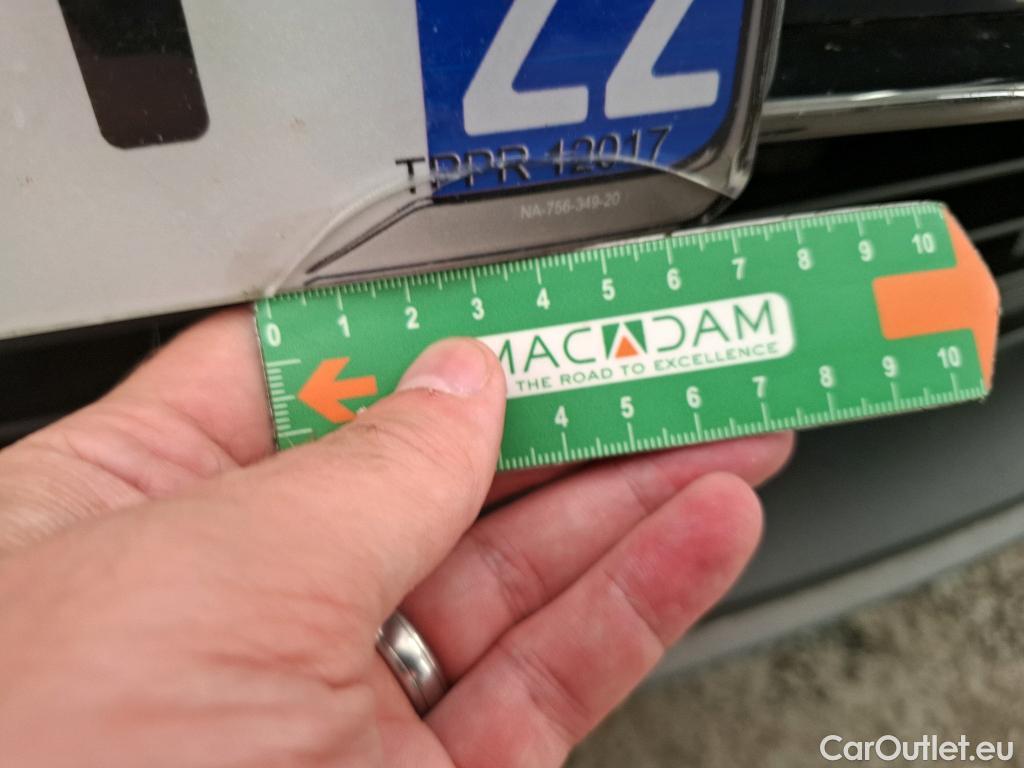 22
TPPR 12017
NA-756-349-20
0 1 2 3 4 5 6 7 8 9 10
MACADAM
THE ROAD TO EXCELLENCE
4 5 6 7 8 9 10
CarOutlet.eu